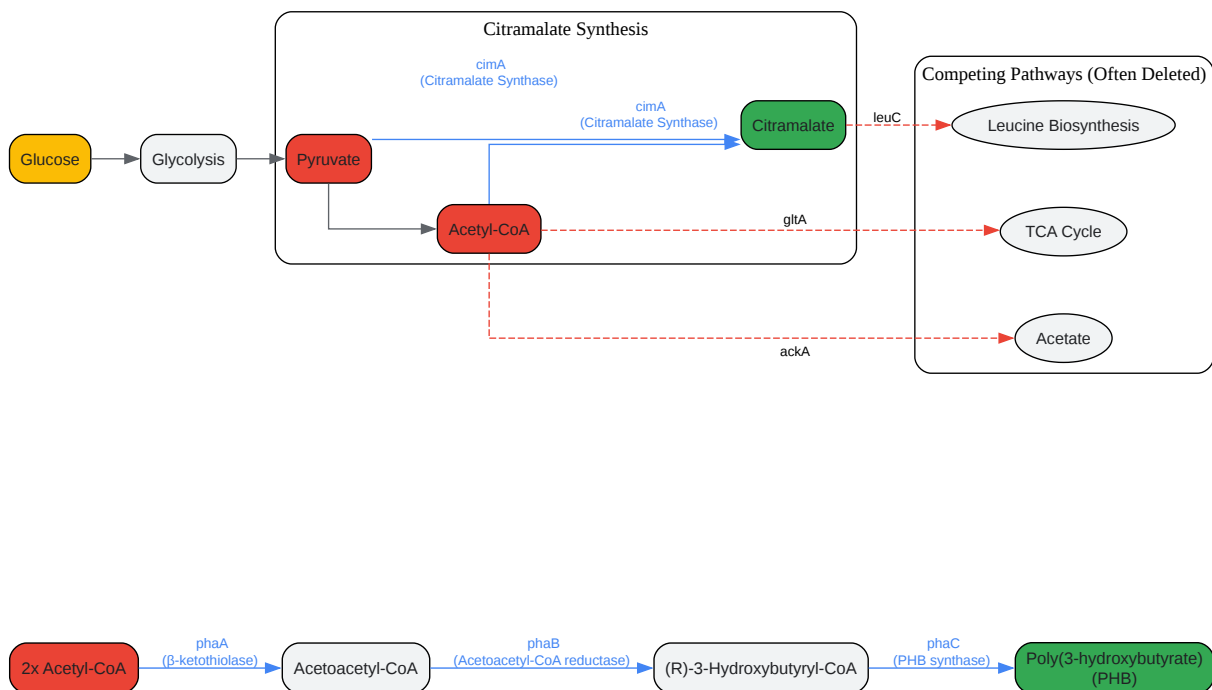 Citramalate Synthesis
cimA
(Citramalate Synthase)
Competing Pathways (Often Deleted)
cimA
(Citramalate Synthase)
Citramalate
leuC
Leucine Biosynthesis
Glucose
Glycolysis
Pyruvate
Acetyl-CoA
gltA
TCA Cycle
ackA
Acetate
2x Acetyl-CoA
phaA
(β-ketothiolase)
Acetoacetyl-CoA
phaB
(Acetoacetyl-CoA reductase)
(R)-3-Hydroxybutyryl-CoA
phaC
(PHB synthase)
Poly(3-hydroxybutyrate)
(PHB)